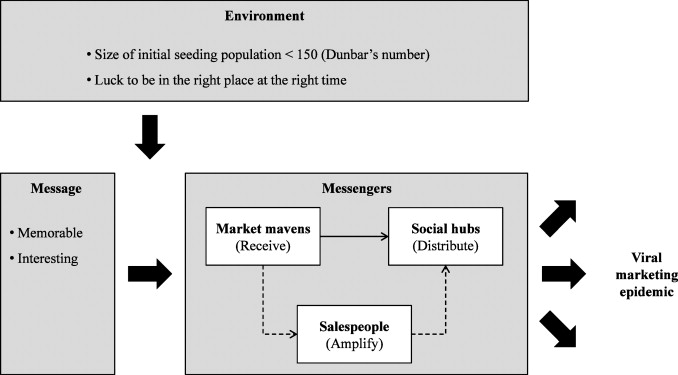 Environment
• Size of initial seeding population < 150 (Dunbar's number)
• Luck to be in the right place at the right time
Message
• Memorable
• Interesting
Messengers
Market mavens
(Receive)
Social hubs
(Distribute)
Salespeople
(Amplify)
Viral
marketing
epidemic